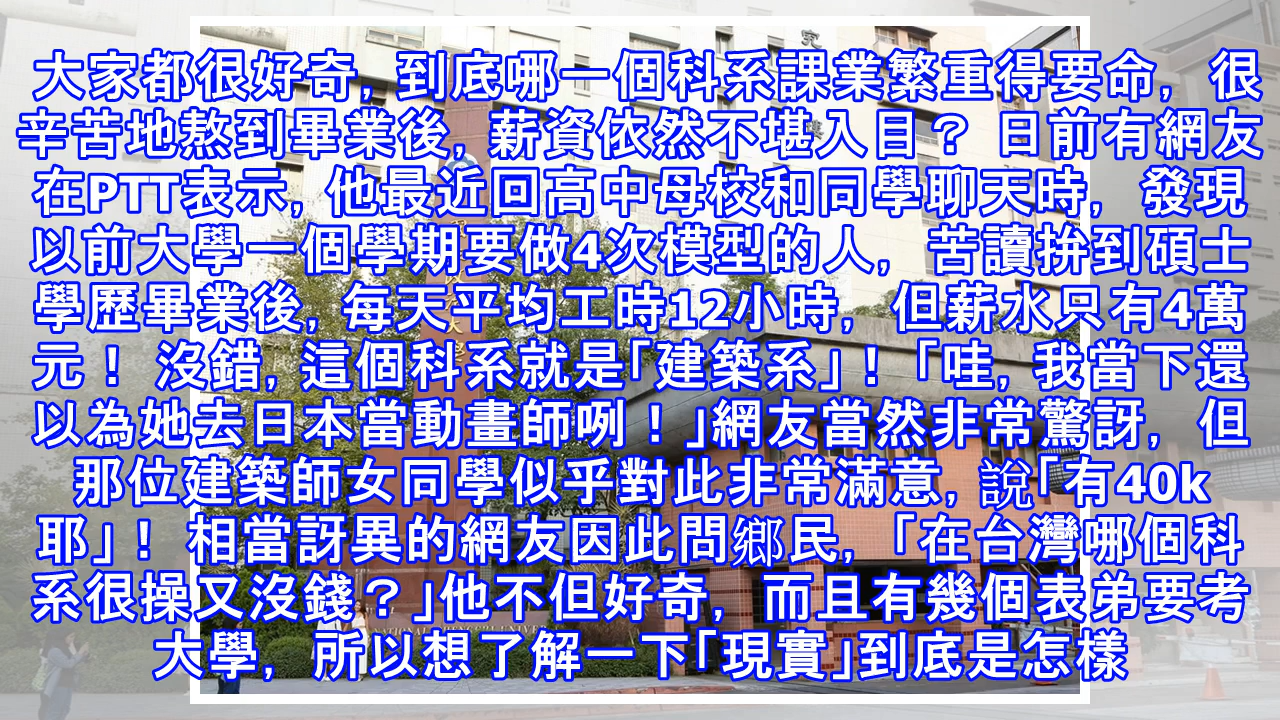 大家都很好奇, 到底哪一個科系課業繁重得要命, 很
辛苦地熬到畢業後, 薪資依然不堪入目？ 日前有網友
在PTT表示, 他最近回高中母校和同學聊天時, 發現
以前大學一個學期要做4次模型的人, 苦讀拚到碩士
學歷畢業後, 每天平均工時12小時, 但薪水只有4萬
元！ 沒錯, 這個科系就是「建築系」！「哇, 我當下還
以為她去日本當動畫師咧！」網友當然非常驚訝, 但
那位建築師女同學似乎對此非常滿意, 說「有40k
耶」！ 相當訝異的網友因此問鄉民, 「在台灣哪個科
系很操又沒錢？」他不但好奇, 而且有幾個表弟要考
大學, 所以想了解一下「現實」到底是怎樣